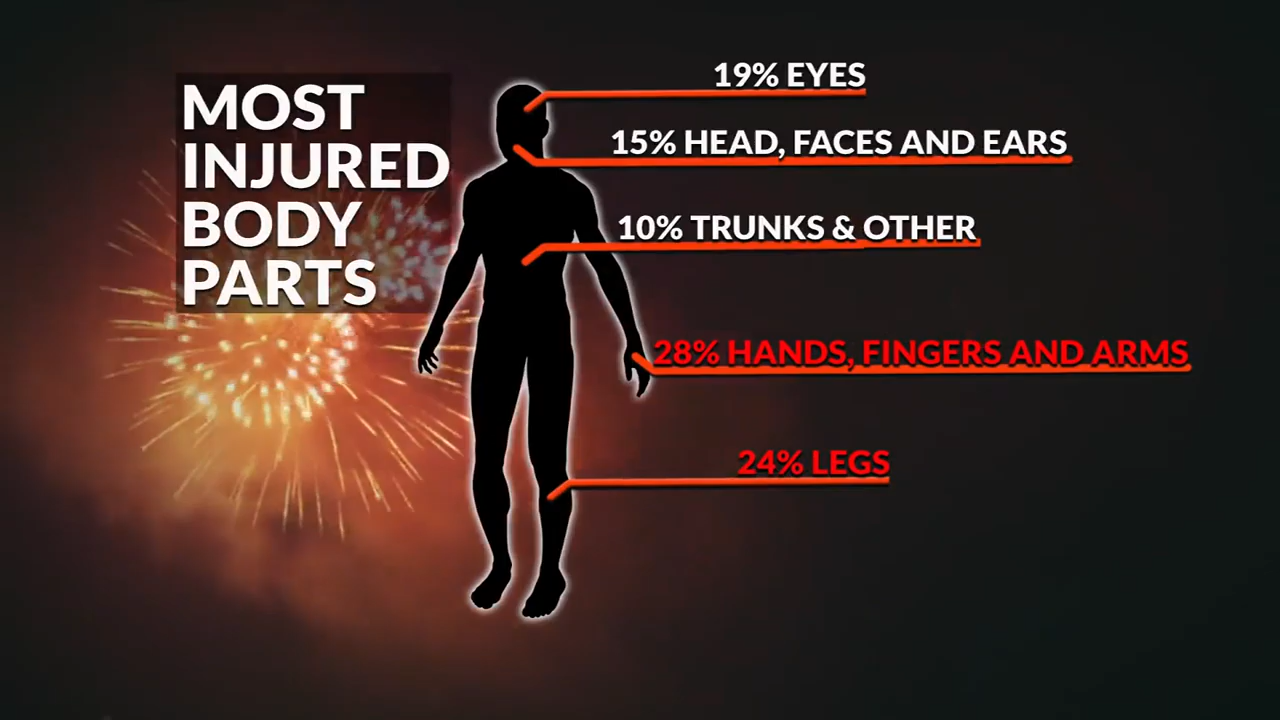 MOST
INJURED
BODY
PARTS
19% EYES
15% HEAD, FACES AND EARS
10% TRUNKS & OTHER
28% HANDS, FINGERS AND ARMS
24% LEGS